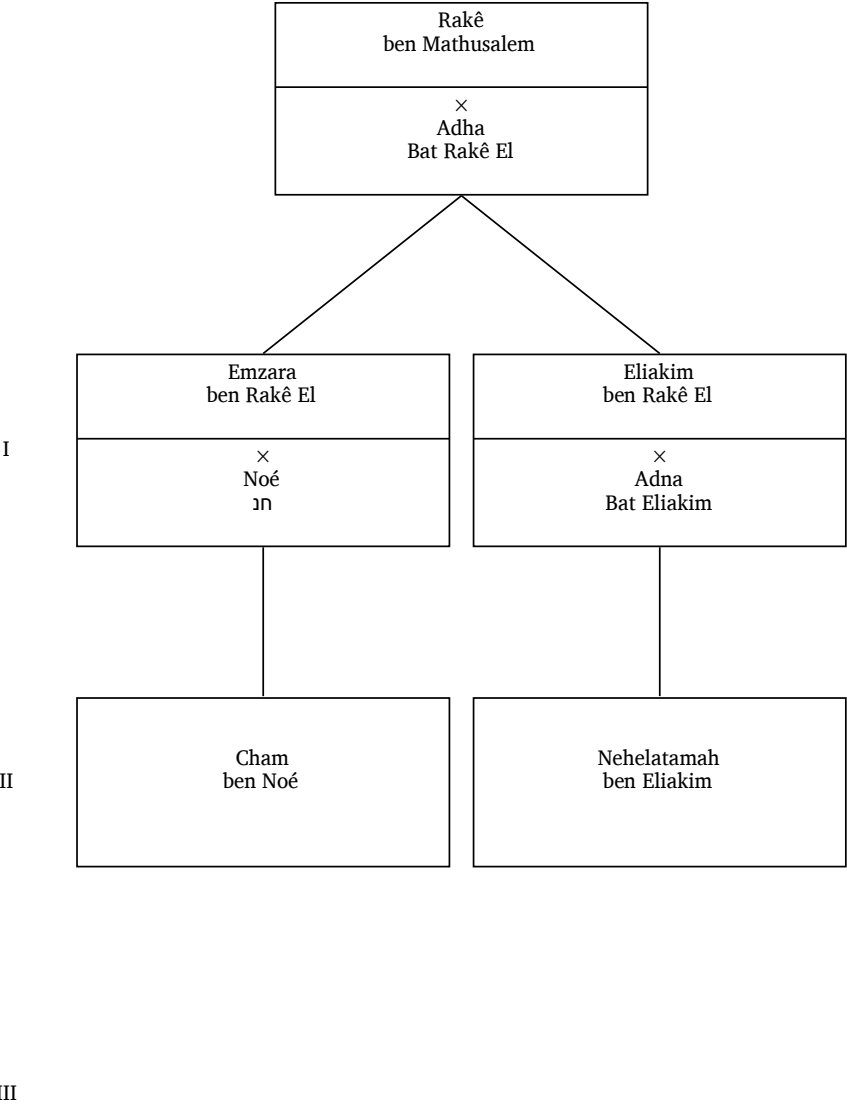 Rakê
ben Mathusalem
×
Adha
Bat Rakê El
Emzara
ben Rakê El
Eliakim
ben Rakê El
I
×
Noé
חנ
×
Adna
Bat Eliakim
Cham
ben Noé
Nehelatamah
ben Eliakim
II
III